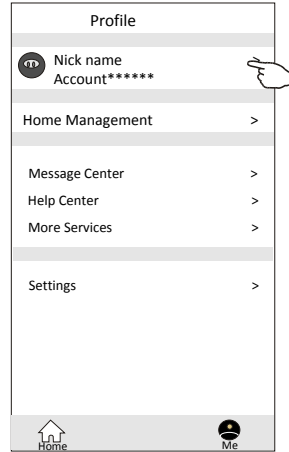 Profile
Nick name
Account******
Home Management >
Message Center >
Help Center >
More Services >
Settings >
Home Me